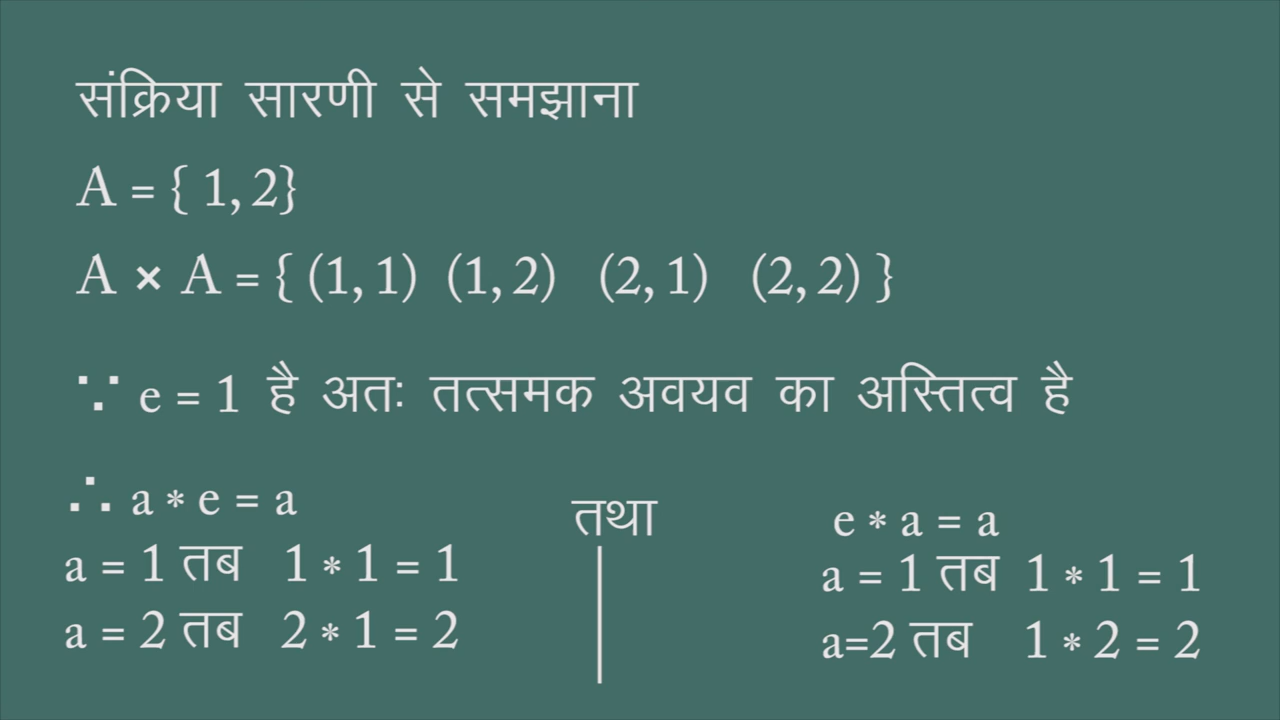 संक्रिया सारणी से समझाना
A = { 1, 2}
A × A = { (1, 1) (1, 2) (2, 1) (2, 2) }
∵ e = 1 है अतः तत्समक अवयव का अस्तित्व है
∴ a * e = a
a = 1 तब 1 * 1 = 1
a = 2 तब 2 * 1 = 2
तथा
e * a = a
a = 1 तब 1 * 1 = 1
a=2 तब 1 * 2 = 2